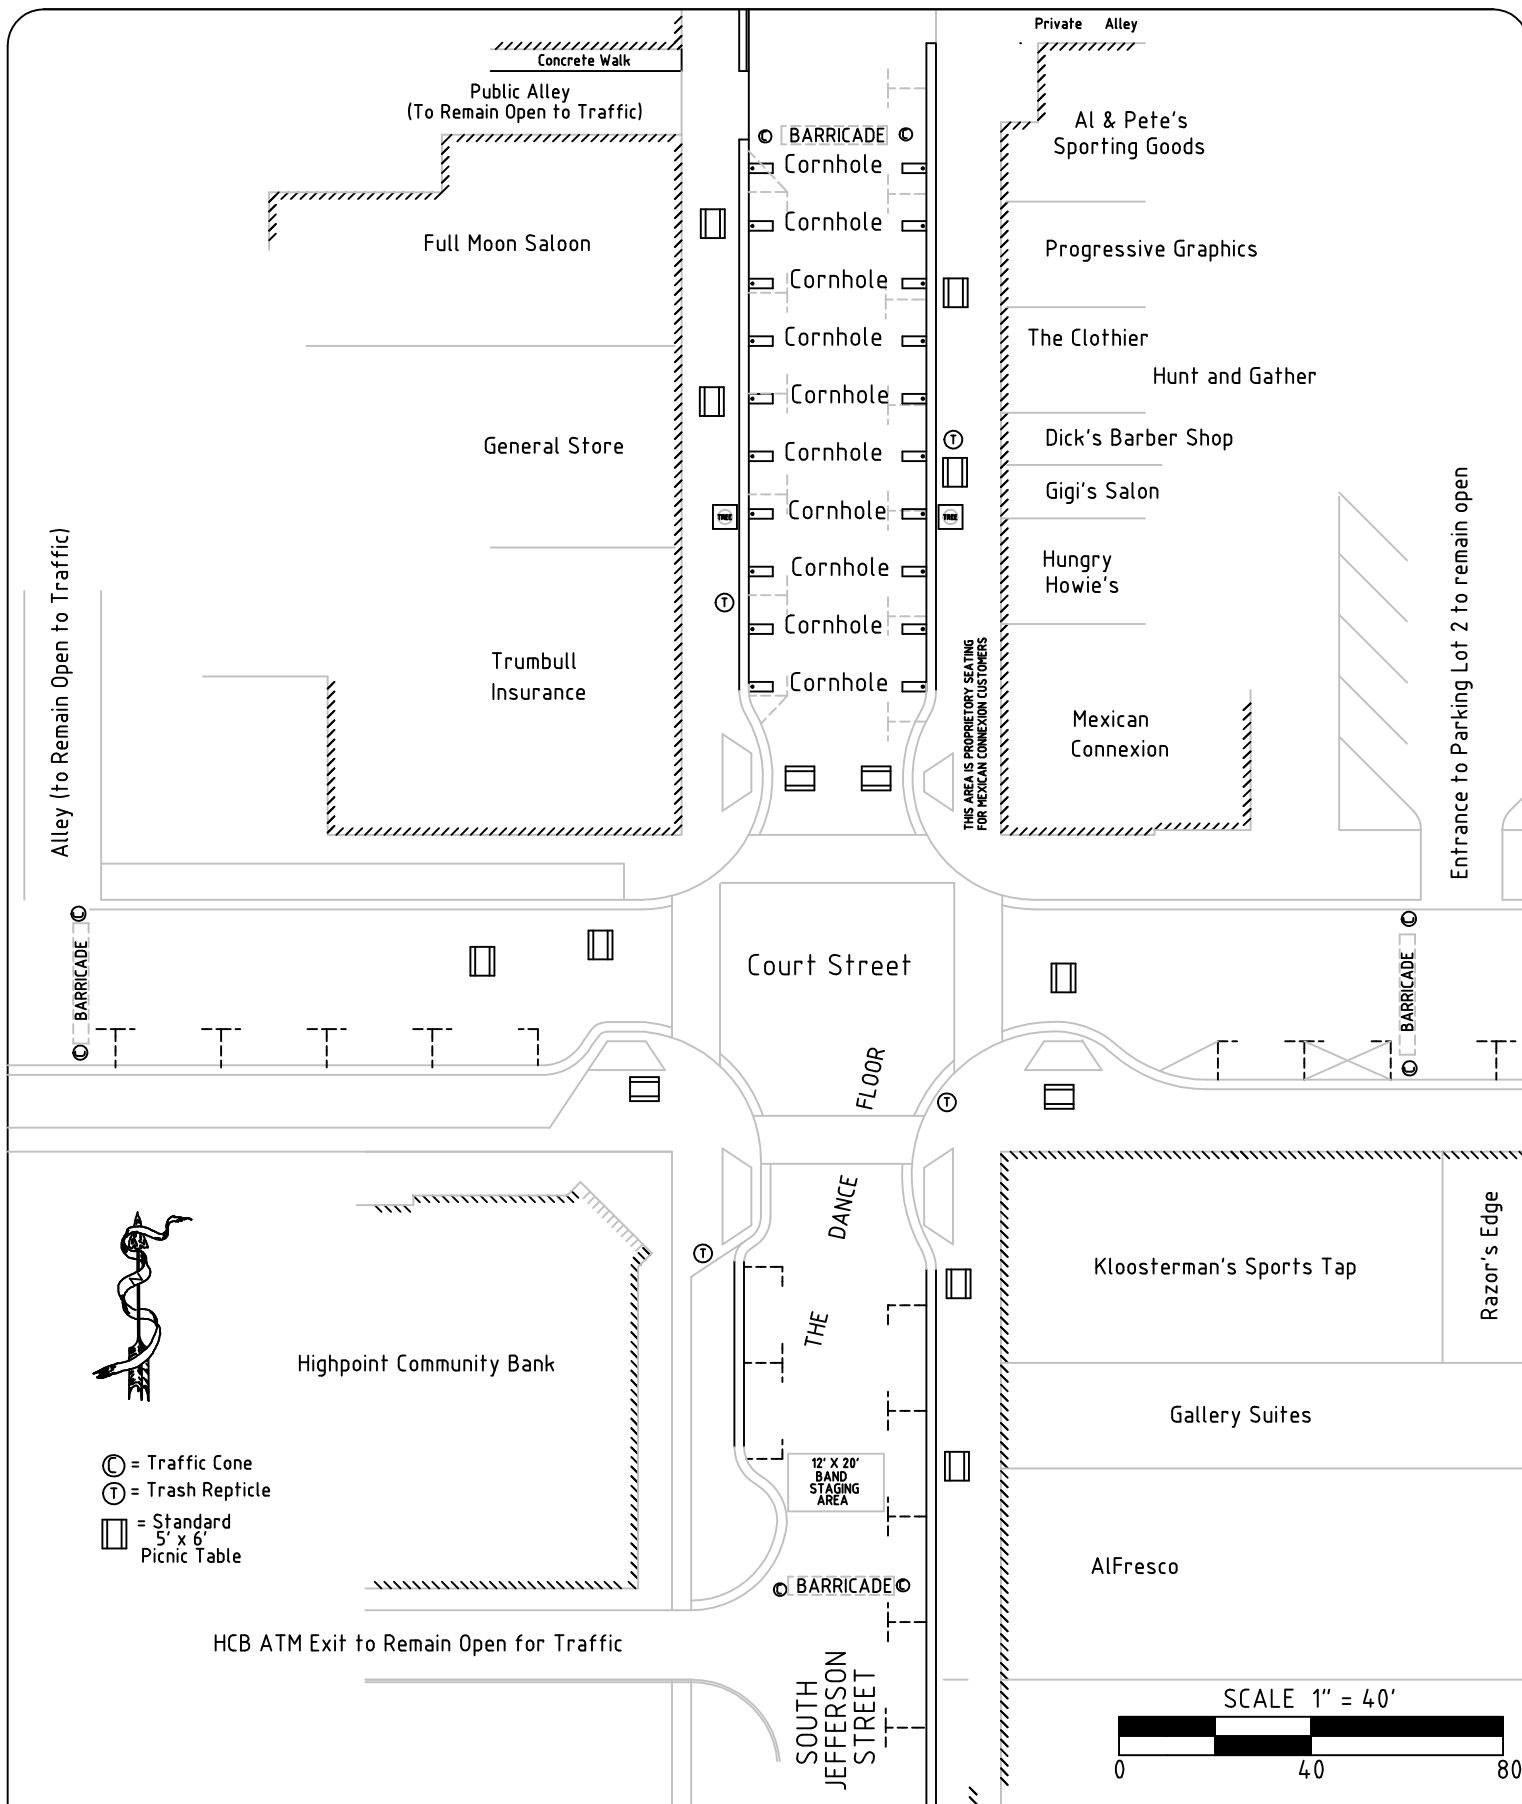 Private Alley
Concrete Walk
Public Alley
(To Remain Open to Traffic)
Al & Pete's
Sporting Goods
C BARRICADE C
Cornhole
Cornhole
Full Moon Saloon
Progressive Graphics
Cornhole
Cornhole
The Clothier
Hunt and Gather
Cornhole
General Store
Cornhole
T
Dick's Barber Shop
Gigi's Salon
Cornhole
TREE
TREE
Hungry
Howie's
Cornhole
T
Cornhole
Trumbull
Insurance
Cornhole
THIS AREA IS PROPRIETORY SEATING
FOR MEXICAN CONNEXION CUSTOMERS
Mexican
Connexion
Alley (to Remain Open to Traffic)
Entrance to Parking Lot 2 to remain open
C BARRICADE C
Court Street
C BARRICADE C
THE DANCE FLOOR
T
T
Kloosterman's Sports Tap
Razor's Edge
Highpoint Community Bank
Gallery Suites
C = Traffic Cone
T = Trash Repticle
= Standard
5' x 6'
Picnic Table
12' X 20'
BAND
STAGING
AREA
AlFresco
C BARRICADE C
HCB ATM Exit to Remain Open for Traffic
SOUTH
JEFFERSON
STREET
SCALE 1" = 40'
0 40 80